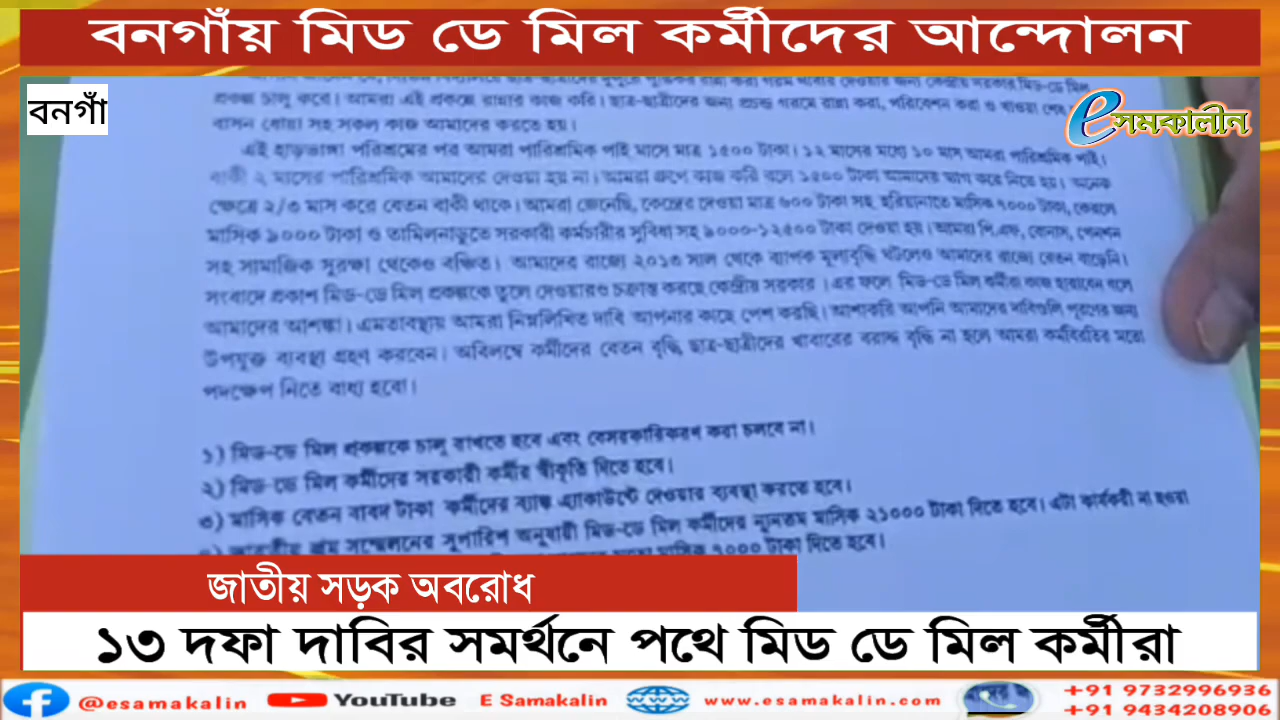 বনগাঁয় মিড ডে মিল কর্মীদের আন্দোলন
বনগাঁ
eসমকালীন
প্রকল্প চালু করে। আমরা এই প্রকল্পে রান্নার কাজ করি। ছাত্র-ছাত্রীদের জন্য প্রচন্ড গরমে রান্না করা, পরিবেশন করা ও খাওয়া শেষে
বাসন ধোয়া সহ সকল কাজ আমাদের করতে হয়।
এই হাড়ভাঙ্গা পরিশ্রমের পর আমরা পারিশ্রমিক পাই মাসে মাত্র ১৫০০ টাকা। ১২ মাসের মধ্যে ১০ মাস আমরা পারিশ্রমিক পাই।
বাকী ২ মাসের পারিশ্রমিক আমাদের দেওয়া হয় না। আমরা গ্রুপে কাজ করি বলে ১৫০০ টাকা আমাদের ভাগ করে নিতে হয়। অনেক
ক্ষেত্রে ২/৩ মাস করে বেতন বাকী থাকে। আমরা জেনেছি, কেন্দ্রের দেওয়া মাত্র ৬০০ টাকা সহ হরিয়ানাতে মাসিক ৭০০০ টাকা, কেরলে
মাসিক ৯০০০ টাকা ও তামিলনাড়ুতে সরকারী কর্মচারীর সুবিধা সহ ৯০০০-১২৫০০ টাকা দেওয়া হয়। আমরা পি.এফ, বোনাস, পেনশন
সহ সামাজিক সুরক্ষা থেকেও বঞ্চিত। আমাদের রাজ্যে ২০১৩ সাল থেকে ব্যাপক মূল্যবৃদ্ধি ঘটলেও আমাদের রাজ্যে বেতন বাড়েনি।
সংবাদে প্রকাশ মিড-ডে মিল প্রকল্পকে তুলে দেওয়ারও চক্রান্ত করছে কেন্দ্রীয় সরকার। এর ফলে মিড-ডে মিল কর্মীরা কাজ হারাবেন বলে
আমাদের আশঙ্কা। এমতাবস্থায় আমরা নিম্নলিখিত দাবি আপনার কাছে পেশ করছি। আশাকরি আপনি আমাদের দাবিগুলি পূরণের জন্য
উপযুক্ত ব্যবস্থা গ্রহণ করবেন। অবিলম্বে কর্মীদের বেতন বৃদ্ধি, ছাত্র-ছাত্রীদের খাবারের বরাদ্দ বৃদ্ধি না হলে আমরা কর্মবিরতির মতো
পদক্ষেপ নিতে বাধ্য হবো।
১) মিড-ডে মিল প্রকল্পকে চালু রাখতে হবে এবং বেসরকারিকরণ করা চলবে না।
২) মিড-ডে মিল কর্মীদের সরকারী কর্মীর স্বীকৃতি দিতে হবে।
৩) মাসিক বেতন বাবদ টাকা কর্মীদের ব্যাঙ্ক এ্যাকাউন্টে দেওয়ার ব্যবস্থা করতে হবে।
ভারতীয় শ্রম সম্মেলনের সুপারিশ অনুযায়ী মিড-ডে মিল কর্মীদের ন্যূনতম মাসিক ২১০০০ টাকা দিতে হবে। এটা কার্যকরী না হওয়া
মাসিক ৭০০০ টাকা দিতে হবে।
জাতীয় সড়ক অবরোধ
১৩ দফা দাবির সমর্থনে পথে মিড ডে মিল কর্মীরা
@esamakalin YouTube E Samakalin www.esamakalin.com +91 9732996936
+91 9434208906